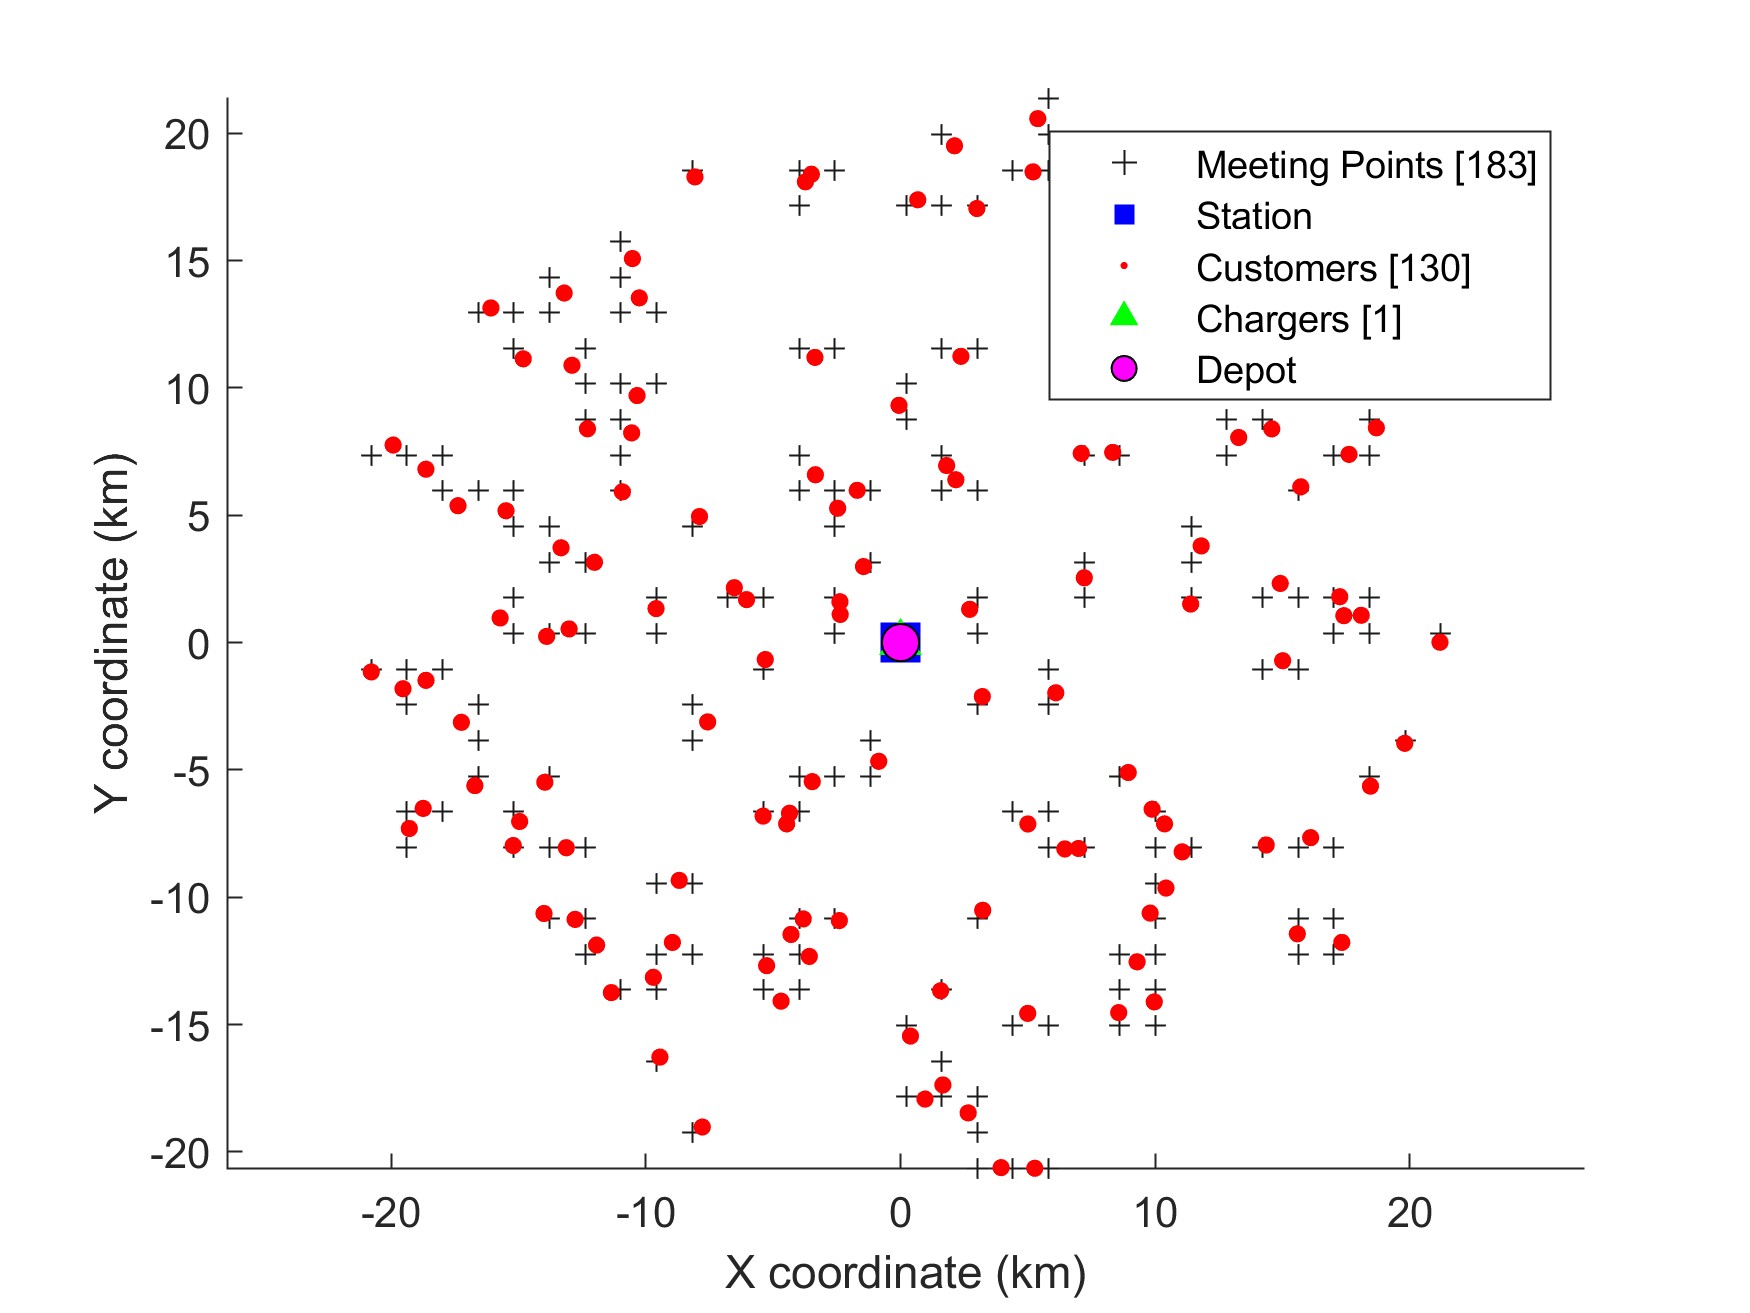 20
15
10
5
0
-5
-10
-15
-20
Y coordinate (km)
-20
-10
0
10
20
X coordinate (km)
Meeting Points [183]
Station
Customers [130]
Chargers [1]
Depot